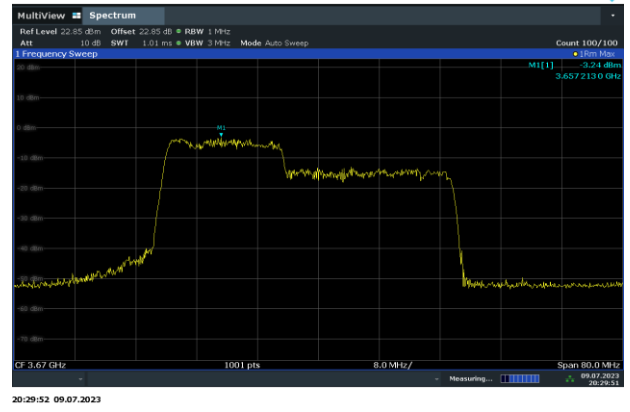 MultiView Spectrum
Ref Level 22.85 dBm Offset 22.85 dB RBW 1 MHz
Att 10 dB SWT 1.01 ms VBW 3 MHz Mode Auto Sweep Count 100/100
1 Frequency Sweep 1Rm Max
M1[1] -3.24 dBm
3.6572130 GHz
20 dBm
10 dBm
0 dBm
M1
-10 dBm
-20 dBm
-30 dBm
-40 dBm
-50 dBm
-60 dBm
-70 dBm
CF 3.67 GHz 1001 pts 8.0 MHz/ Span 80.0 MHz
Measuring... 09.07.2023
20:29:51
20:29:52 09.07.2023